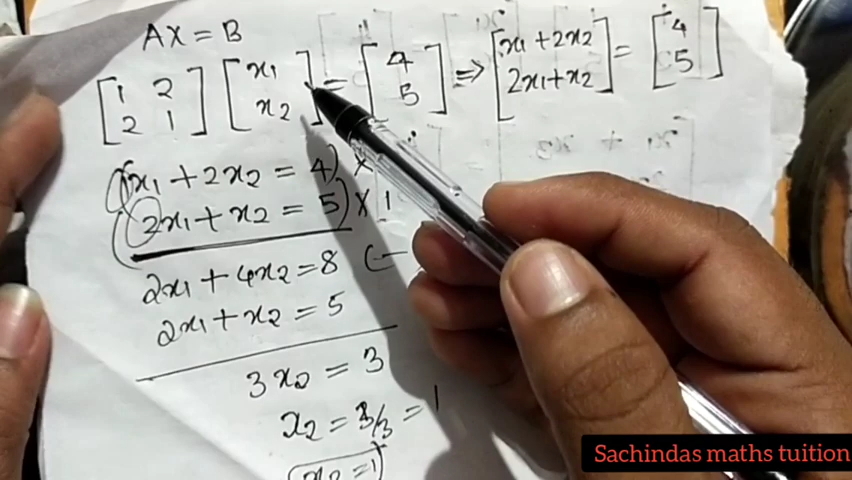 AX = B
[1 2 2 1] [x1 x2] = [4 5] => [x1 + 2x2 2x1 + x2] = [4 5]
(1x1 + 2x2 = 4) x
(2x1 + x2 = 5) x 1
2x1 + 4x2 = 8 (-
2x1 + x2 = 5
3x2 = 3
x2 = 3/3 = 1
x2 = 1
Sachindas maths tuition